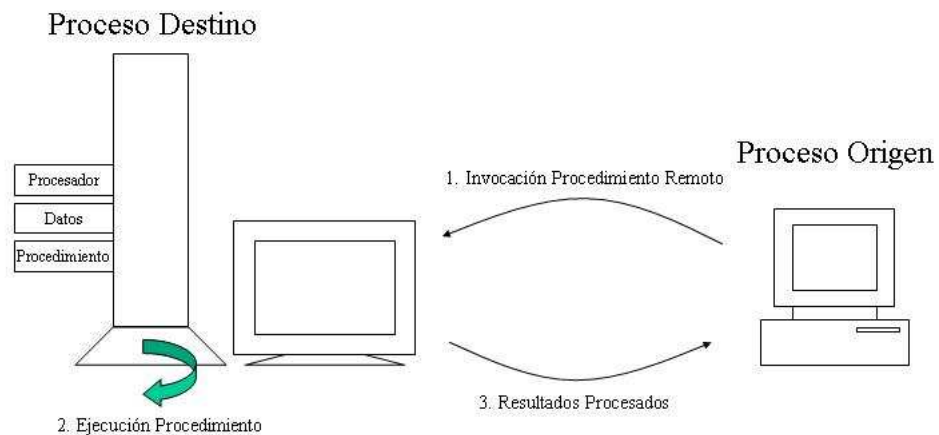 Proceso Destino
Proceso Origen
Procesador
Datos
Procedimiento
1. Invocación Procedimiento Remoto
2. Ejecución Procedimiento
3. Resultados Procesados